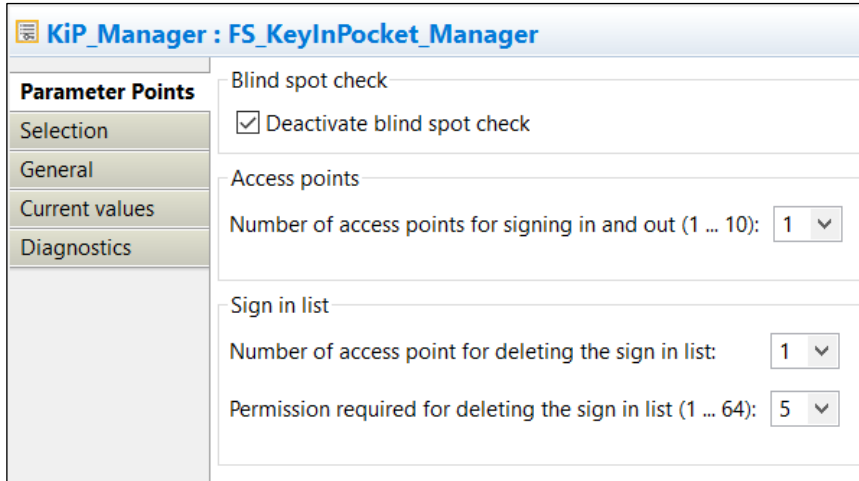 KiP_Manager : FS_KeyInPocket_Manager
Parameter Points
Selection
General
Current values
Diagnostics
Blind spot check
Deactivate blind spot check
Access points
Number of access points for signing in and out (1 ... 10): 1
Sign in list
Number of access point for deleting the sign in list: 1
Permission required for deleting the sign in list (1 ... 64): 5